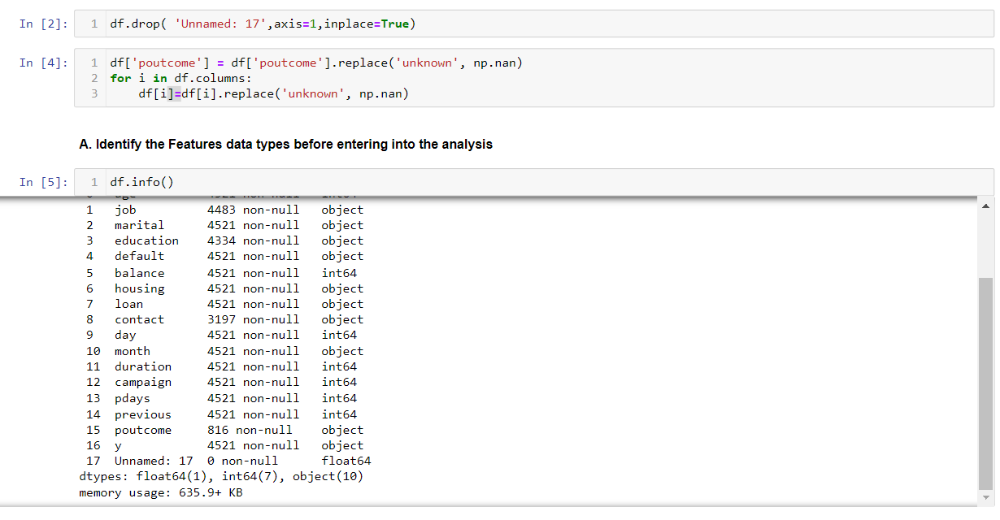 In [2]: 1 df.drop( 'Unnamed: 17',axis=1,inplace=True)
In [4]: 1 df['poutcome'] = df['poutcome'].replace('unknown', np.nan)
2 for i in df.columns:
3     df[i]=df[i].replace('unknown', np.nan)
A. Identify the Features data types before entering into the analysis
In [5]: 1 df.info()
1 job 4483 non-null object
2 marital 4521 non-null object
3 education 4334 non-null object
4 default 4521 non-null object
5 balance 4521 non-null int64
6 housing 4521 non-null object
7 loan 4521 non-null object
8 contact 3197 non-null object
9 day 4521 non-null int64
10 month 4521 non-null object
11 duration 4521 non-null int64
12 campaign 4521 non-null int64
13 pdays 4521 non-null int64
14 previous 4521 non-null int64
15 poutcome 816 non-null object
16 y 4521 non-null object
17 Unnamed: 17 0 non-null float64
dtypes: float64(1), int64(7), object(10)
memory usage: 635.9+ KB